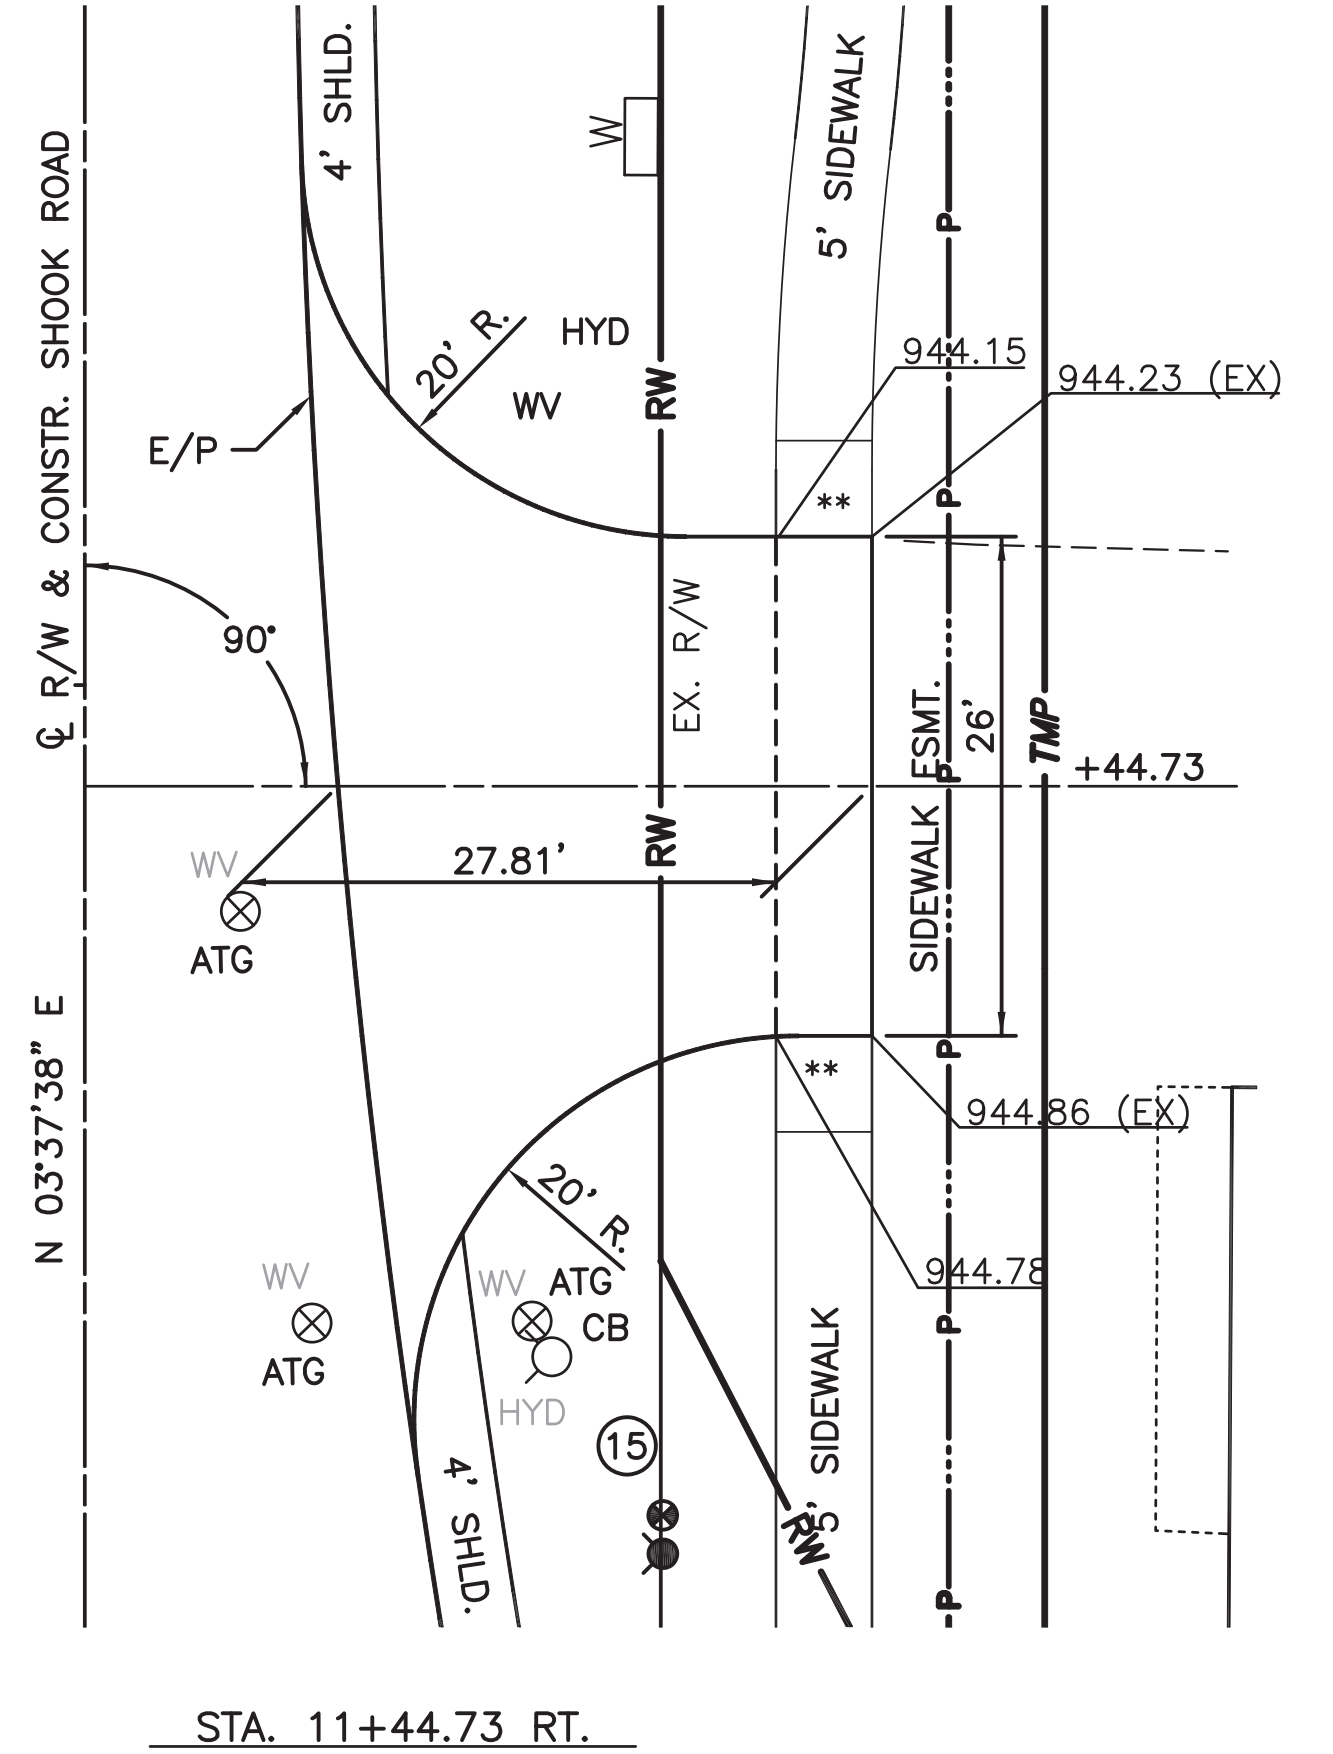 4' SHLD.
5' SIDEWALK
W
℄ R/W & CONSTR. SHOOK ROAD
P
20' R.
HYD
WV
RW
944.15
944.23 (EX)
E/P
**
P
90°
EX. R/W
SIDEWALK ESMT.
26'
TMP
P
+44.73
WV
27.81'
RW
ATG
N 03°37'38" E
P
**
944.86 (EX)
20' R.
WV
WV
ATG
944.78
CB
P
ATG
HYD
15
5' SIDEWALK
4' SHLD.
RW
P
STA. 11+44.73 RT.